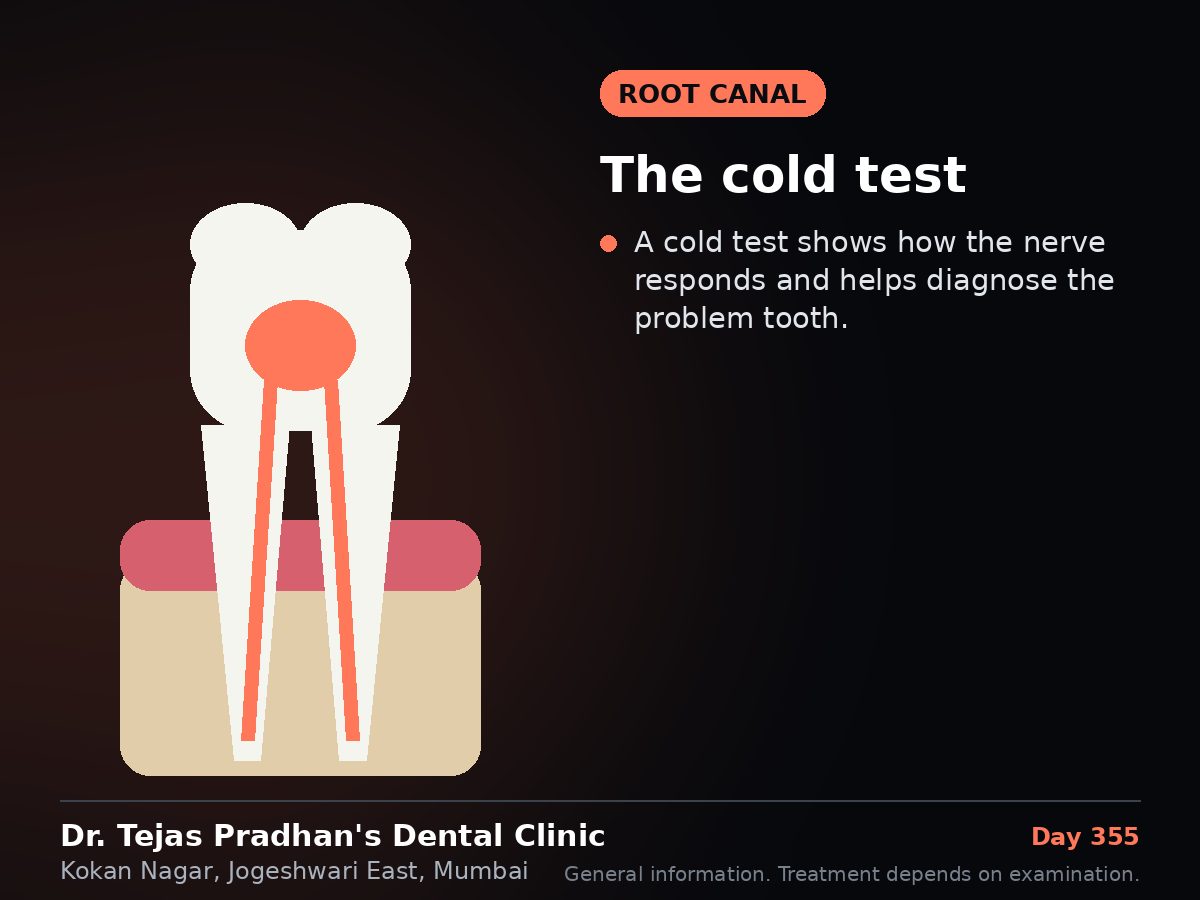 ROOT CANAL
The cold test
A cold test shows how the nerve
responds and helps diagnose the
problem tooth.
Dr. Tejas Pradhan's Dental Clinic
Day 355
Kokan Nagar, Jogeshwari East, Mumbai
General information. Treatment depends on examination.